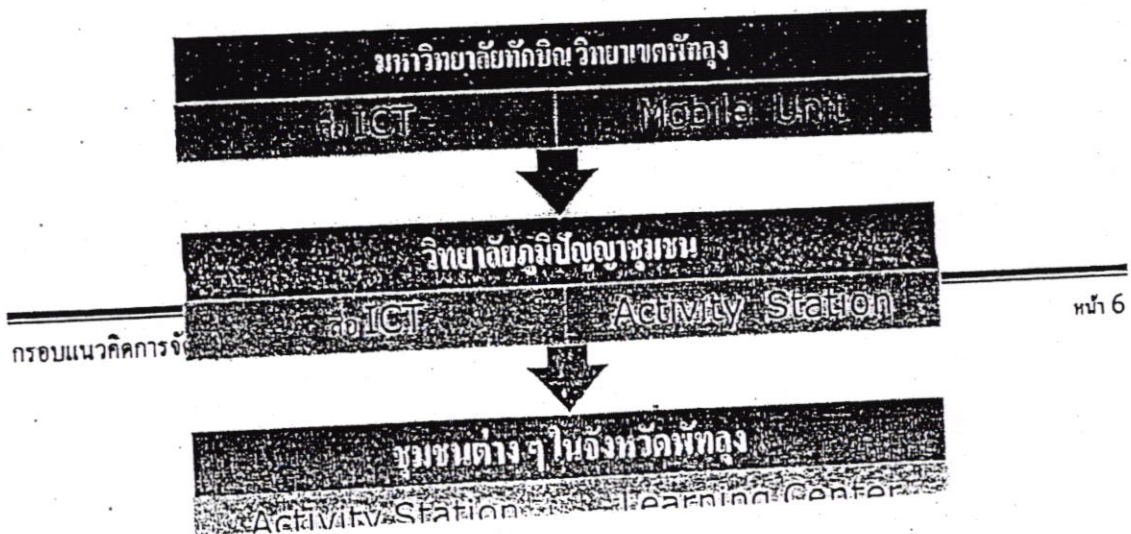 มหาวิทยาลัยทักษิณ วิทยาเขตพัทลุง
สื่อ ICT Mobile Unit
วิทยาลัยภูมิปัญญาชุมชน
สื่อ ICT Activity Station
หน้า 6
กรอบแนวคิดการจั
ชุมชนต่าง ๆ ในจังหวัดพัทลุง
Activity Station Learning Center